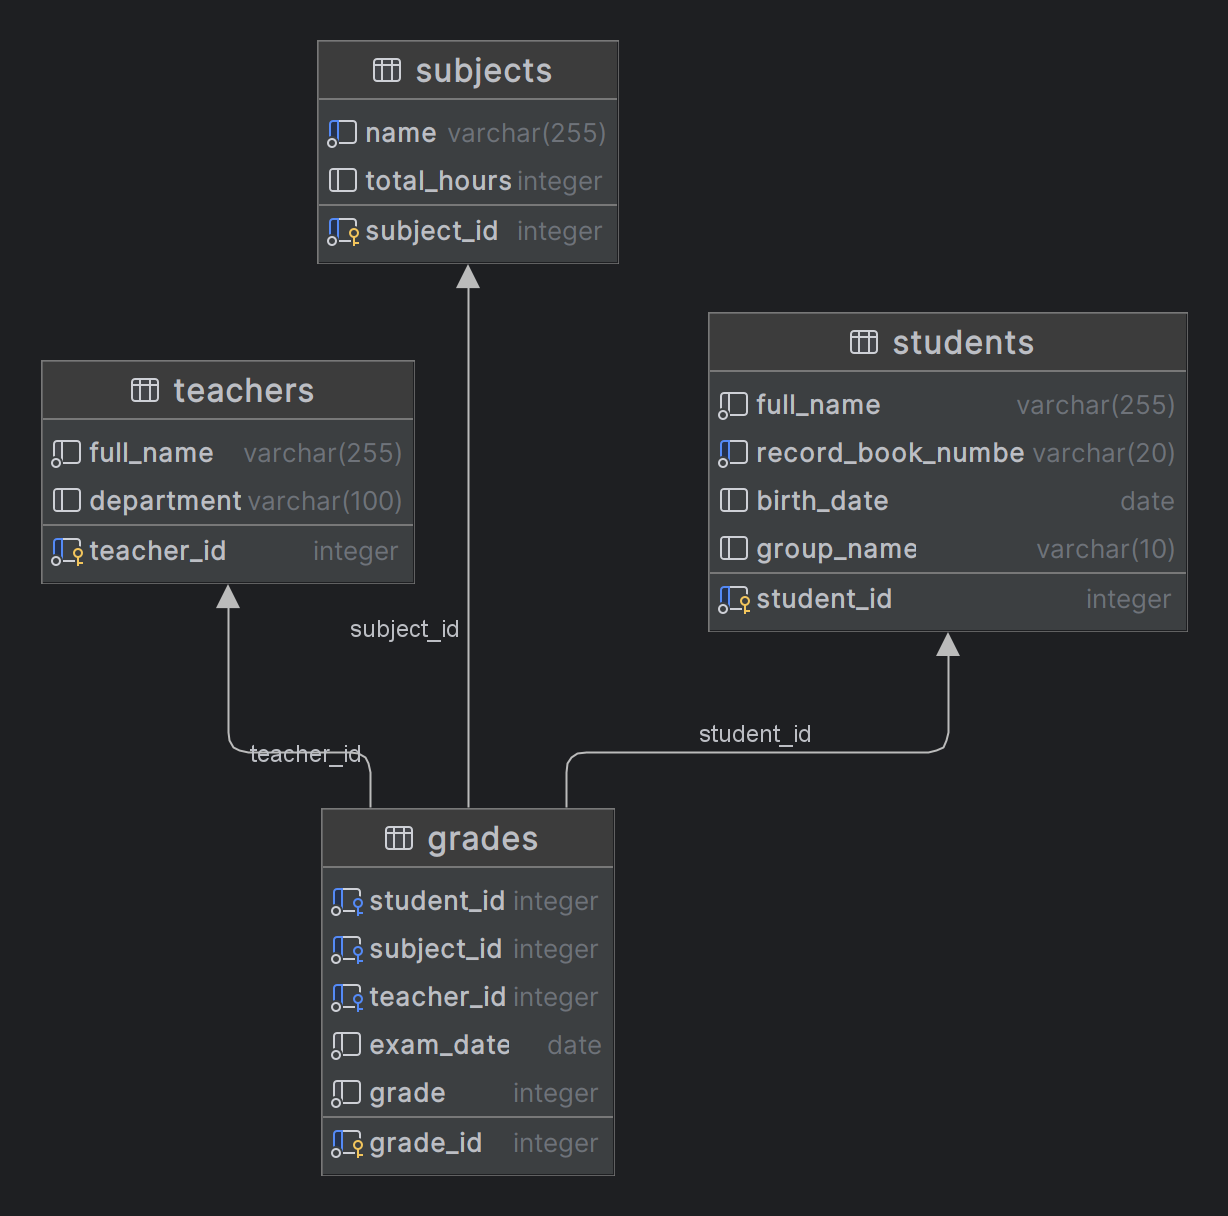 subjects
name varchar(255)
total_hours integer
subject_id integer
teachers
full_name varchar(255)
department varchar(100)
teacher_id integer
students
full_name varchar(255)
record_book_numbe varchar(20)
birth_date date
group_name varchar(10)
student_id integer
subject_id
teacher_id
student_id
grades
student_id integer
subject_id integer
teacher_id integer
exam_date date
grade integer
grade_id integer